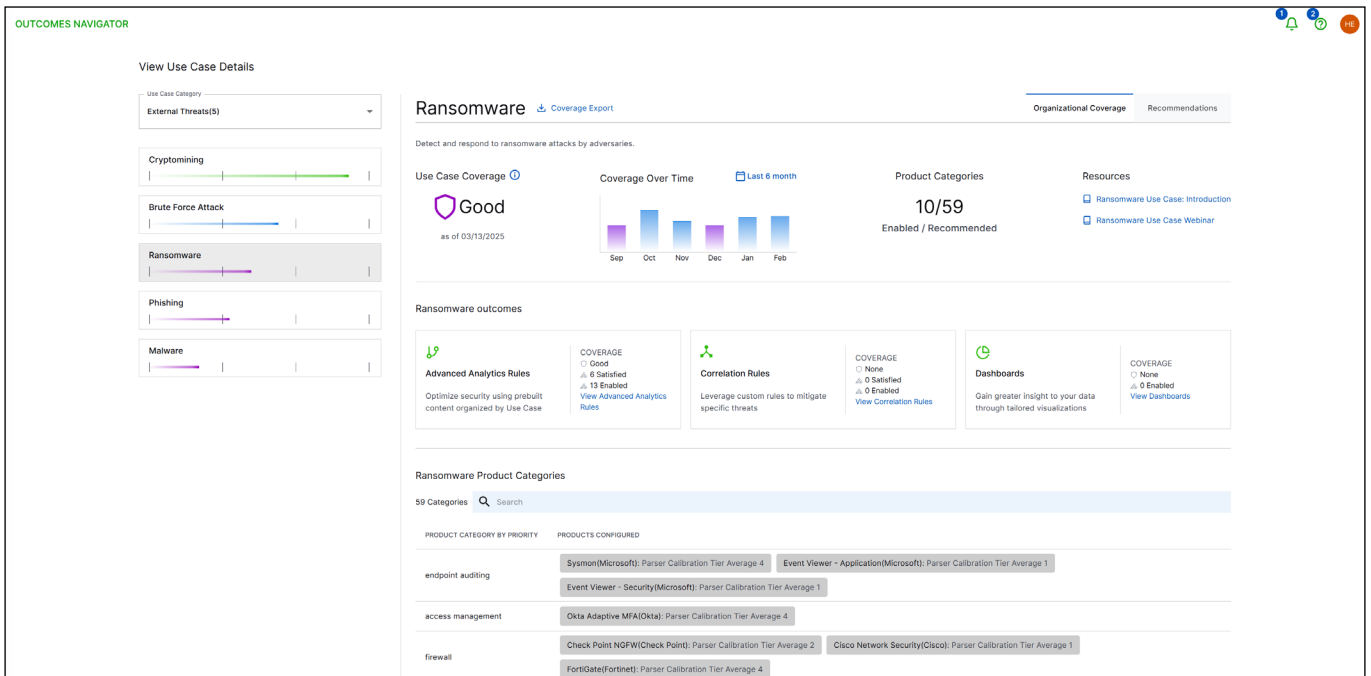 OUTCOMES NAVIGATOR
1
2
HE
View Use Case Details
Use Case Category
External Threats(5)
Cryptomining
Brute Force Attack
Ransomware
Phishing
Malware
Ransomware
Coverage Export
Organizational Coverage
Recommendations
Detect and respond to ransomware attacks by adversaries.
Use Case Coverage
Good
as of 03/13/2025
Coverage Over Time
Last 6 month
Sep Oct Nov Dec Jan Feb
Product Categories
10/59
Enabled / Recommended
Resources
Ransomware Use Case: Introduction
Ransomware Use Case Webinar
Ransomware outcomes
Advanced Analytics Rules
Optimize security using prebuilt
content organized by Use Case
COVERAGE
Good
6 Satisfied
13 Enabled
View Advanced Analytics
Rules
Correlation Rules
Leverage custom rules to mitigate
specific threats
COVERAGE
None
0 Satisfied
0 Enabled
View Correlation Rules
Dashboards
Gain greater insight to your data
through tailored visualizations
COVERAGE
None
0 Enabled
View Dashboards
Ransomware Product Categories
59 Categories
Search
PRODUCT CATEGORY BY PRIORITY
PRODUCTS CONFIGURED
endpoint auditing
Sysmon(Microsoft): Parser Calibration Tier Average 4
Event Viewer - Application(Microsoft): Parser Calibration Tier Average 1
Event Viewer - Security(Microsoft): Parser Calibration Tier Average 1
access management
Okta Adaptive MFA(Okta): Parser Calibration Tier Average 4
firewall
Check Point NGFW(Check Point): Parser Calibration Tier Average 2
Cisco Network Security(Cisco): Parser Calibration Tier Average 1
FortiGate(Fortinet): Parser Calibration Tier Average 4